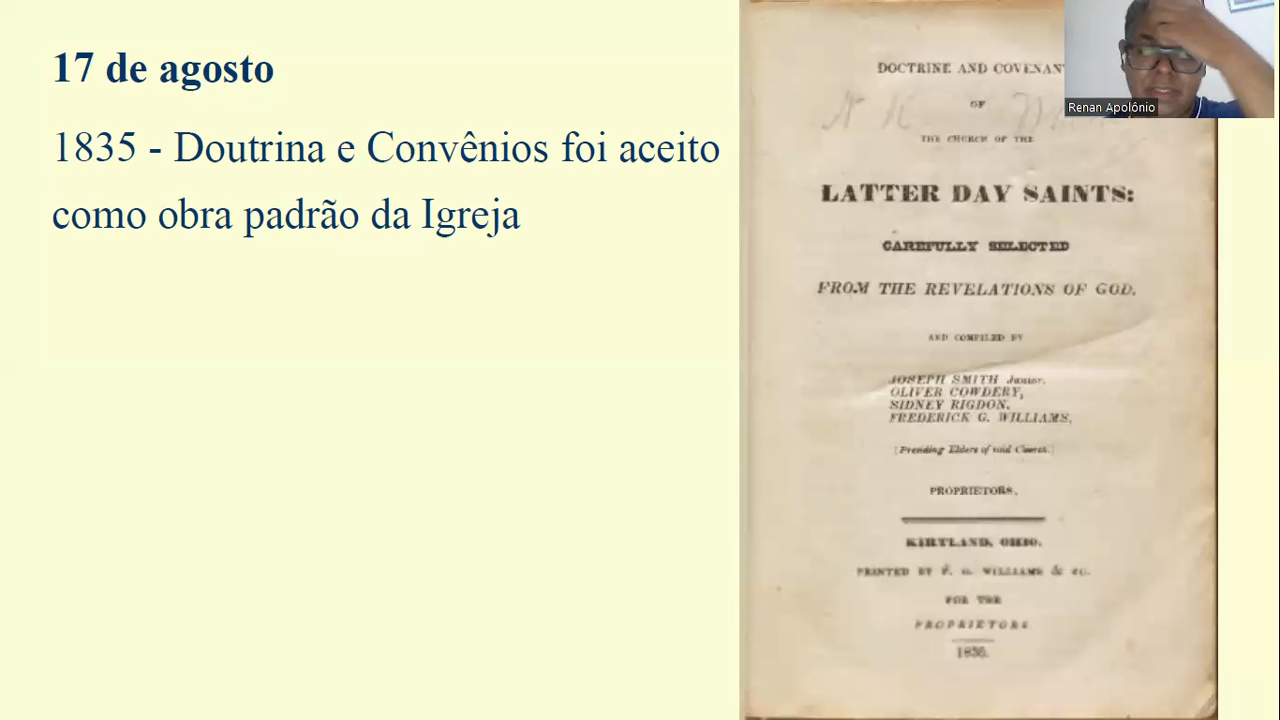 17 de agosto
1835 - Doutrina e Convênios foi aceito
como obra padrão da Igreja
DOCTRINE AND COVENAN
OF
THE CHURCH OF THE
LATTER DAY SAINTS:
CAREFULLY SELECTED
FROM THE REVELATIONS OF GOD,
AND COMPILED BY
JOSEPH SMITH Junior,
OLIVER COWDERY,
SIDNEY RIGDON,
FREDERICK G. WILLIAMS,
[Presiding Elders of said Church.]
PROPRIETORS.
KIRTLAND, OHIO.
PRINTED BY F. G. WILLIAMS & CO.
FOR THE
PROPRIETORS.
1835.
Renan Apolônio